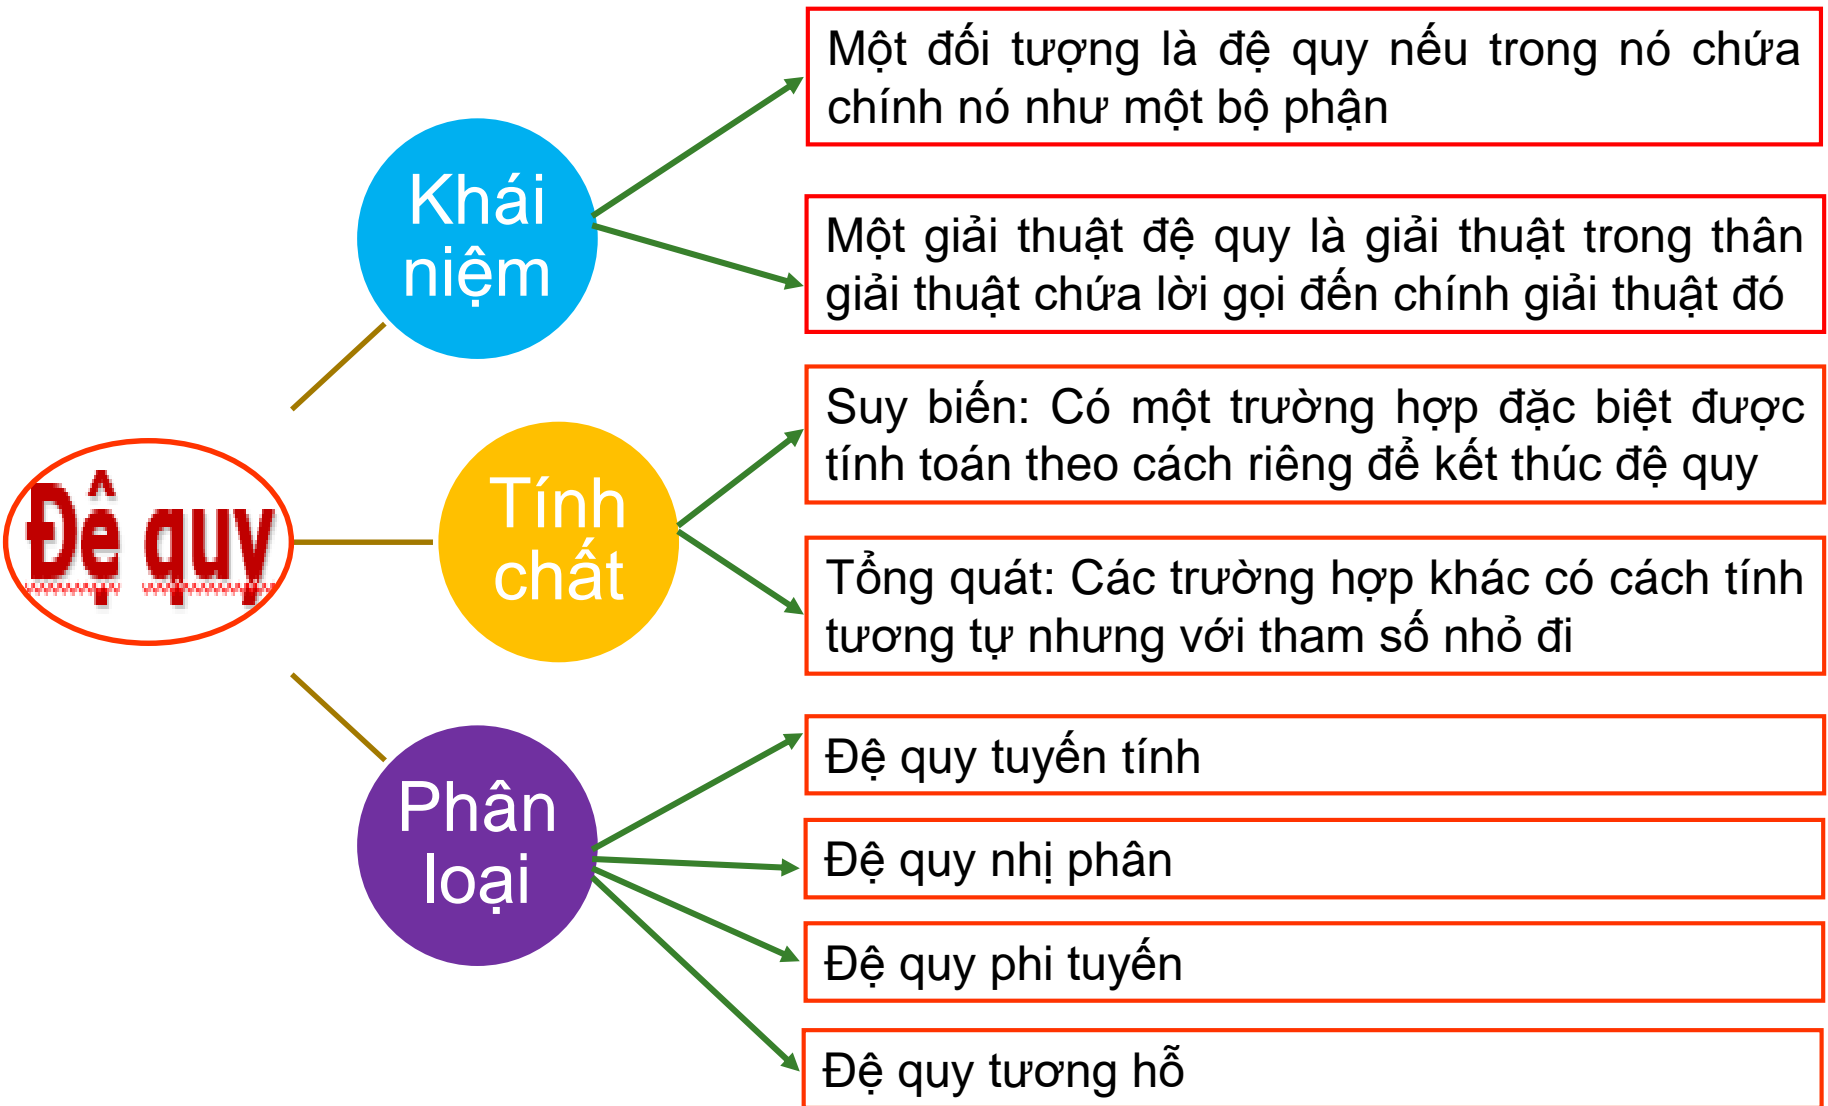 Đệ quy
Khái
niệm
Một đối tượng là đệ quy nếu trong nó chứa
chính nó như một bộ phận
Một giải thuật đệ quy là giải thuật trong thân
giải thuật chứa lời gọi đến chính giải thuật đó
Tính
chất
Suy biến: Có một trường hợp đặc biệt được
tính toán theo cách riêng để kết thúc đệ quy
Tổng quát: Các trường hợp khác có cách tính
tương tự nhưng với tham số nhỏ đi
Phân
loại
Đệ quy tuyến tính
Đệ quy nhị phân
Đệ quy phi tuyến
Đệ quy tương hỗ